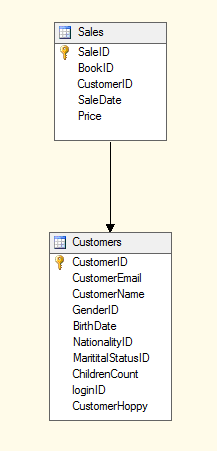 Sales
SaleID
BookID
CustomerID
SaleDate
Price
Customers
CustomerID
CustomerEmail
CustomerName
GenderID
BirthDate
NationalityID
MarititalStatusID
ChildrenCount
loginID
CustomerHoppy